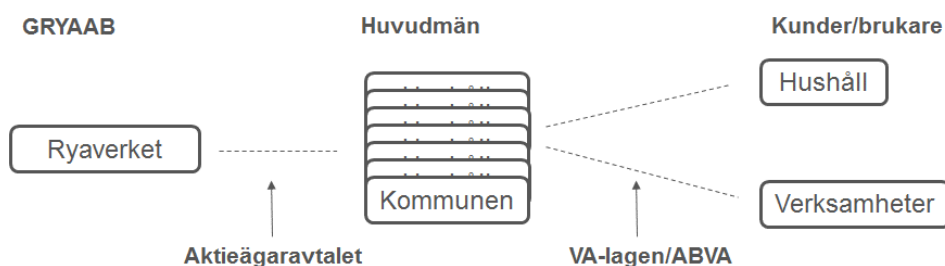 GRYAAB
Huvudmän
Kunder/brukare
Hushåll
Ryaverket
Kommunen
Verksamheter
Aktieägaravtalet
VA-lagen/ABVA